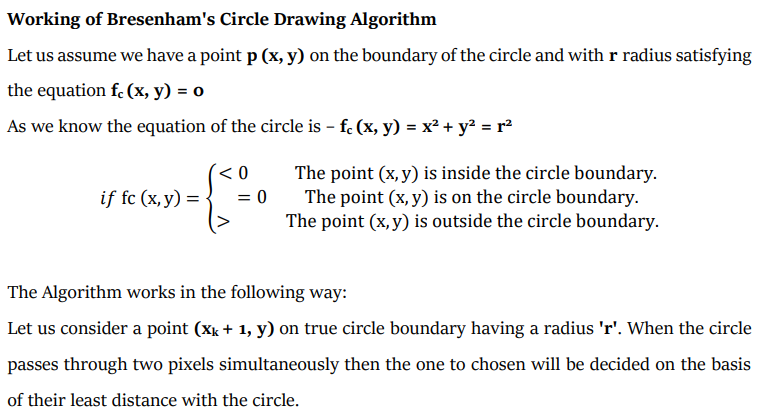 Working of Bresenham's Circle Drawing Algorithm
Let us assume we have a point p (x, y) on the boundary of the circle and with r radius satisfying
the equation f꜀ (x, y) = 0
As we know the equation of the circle is – f꜀ (x, y) = x² + y² = r²
if fc (x, y) = { < 0 The point (x, y) is inside the circle boundary.
= 0 The point (x, y) is on the circle boundary.
> The point (x, y) is outside the circle boundary.
The Algorithm works in the following way:
Let us consider a point (xₖ + 1, y) on true circle boundary having a radius 'r'. When the circle
passes through two pixels simultaneously then the one to chosen will be decided on the basis
of their least distance with the circle.